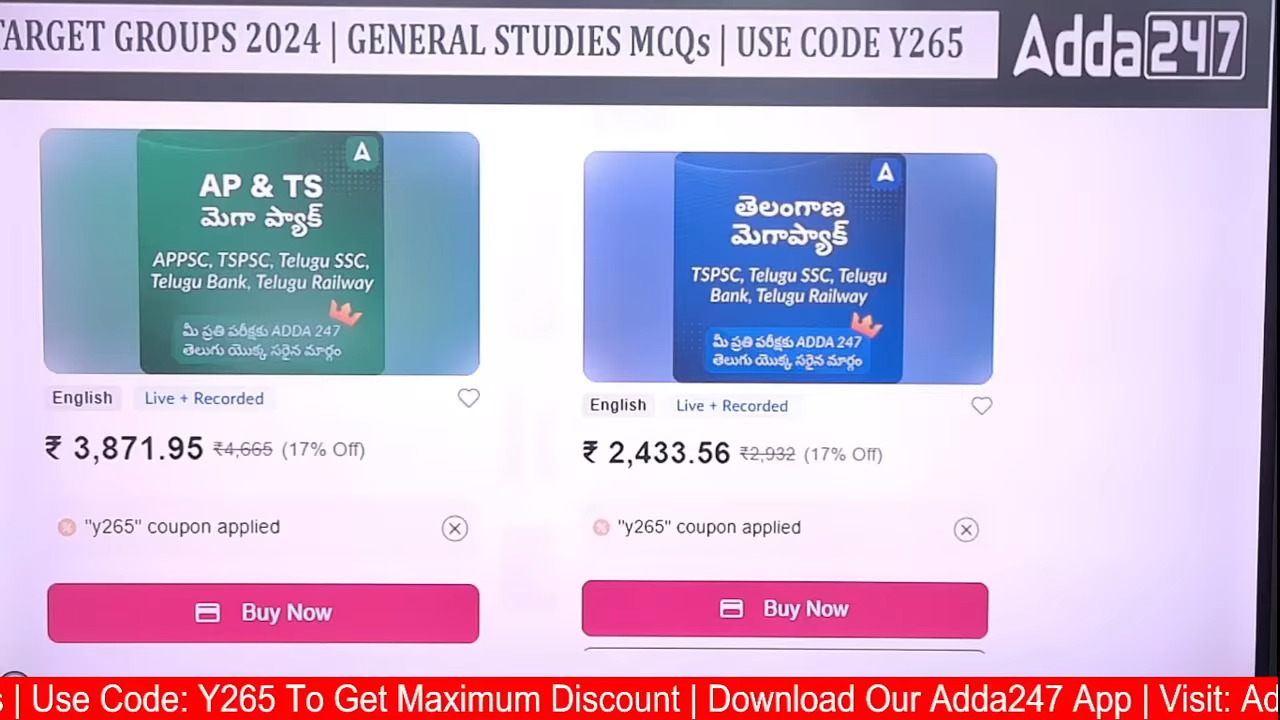 TARGET GROUPS 2024 | GENERAL STUDIES MCQs | USE CODE Y265
Adda247
AP & TS
మెగా ప్యాక్
APPSC, TSPSC, Telugu SSC,
Telugu Bank, Telugu Railway
మీ ప్రతి పరీక్షకు ADDA 247
తెలుగు యొక్క సరైన మార్గం
English Live + Recorded
₹ 3,871.95 ₹4,665 (17% Off)
"y265" coupon applied
Buy Now
తెలంగాణ
మెగాప్యాక్
TSPSC, Telugu SSC, Telugu
Bank, Telugu Railway
మీ ప్రతి పరీక్షకు ADDA 247
తెలుగు యొక్క సరైన మార్గం
English Live + Recorded
₹ 2,433.56 ₹2,932 (17% Off)
"y265" coupon applied
Buy Now
| Use Code: Y265 To Get Maximum Discount | Download Our Adda247 App | Visit: